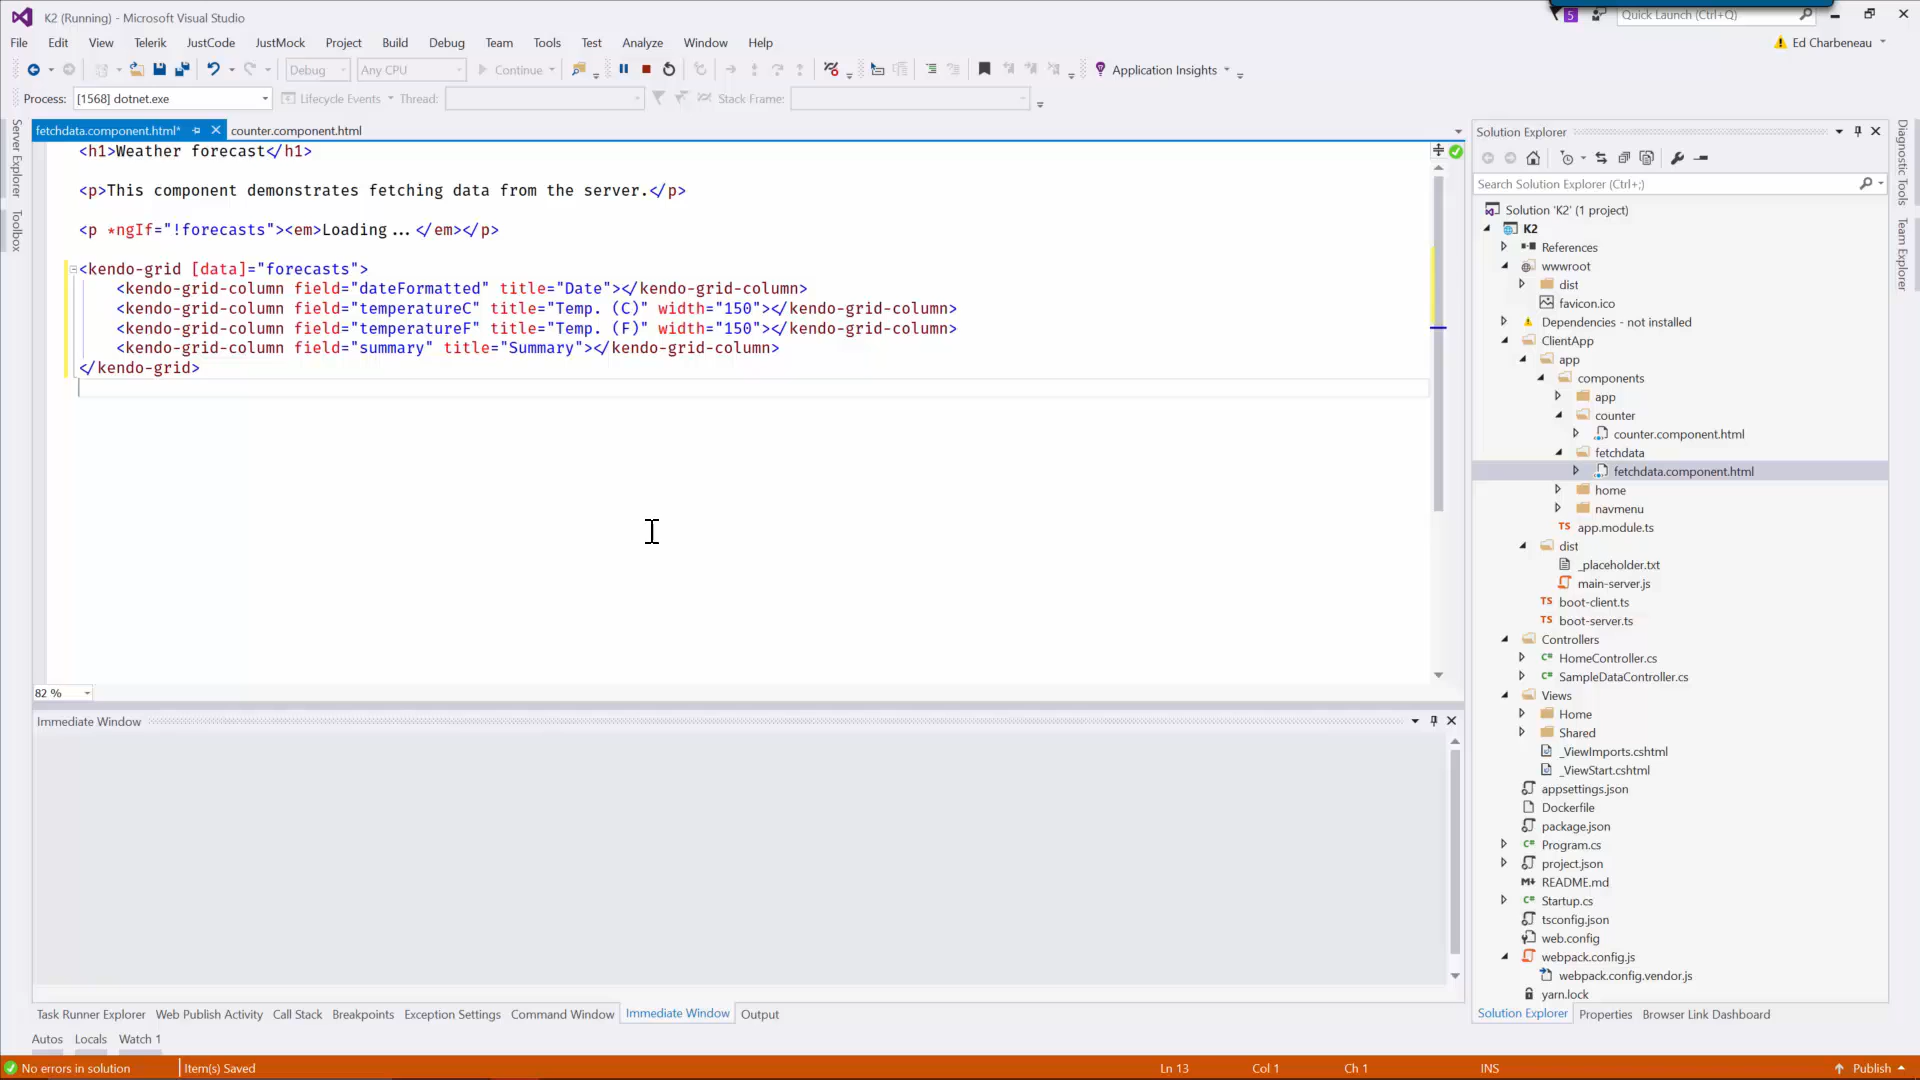 K2 (Running) - Microsoft Visual Studio
5
Quick Launch (Ctrl+Q)
File Edit View Telerik JustCode JustMock Project Build Debug Team Tools Test Analyze Window Help
Ed Charbeneau
Debug Any CPU Continue Application Insights
Process: [1568] dotnet.exe Lifecycle Events Thread: Stack Frame:
Server Explorer
Toolbox
fetchdata.component.html* counter.component.html
<h1>Weather forecast</h1>
<p>This component demonstrates fetching data from the server.</p>
<p *ngIf="!forecasts"><em>Loading...</em></p>
<kendo-grid [data]="forecasts">
<kendo-grid-column field="dateFormatted" title="Date"></kendo-grid-column>
<kendo-grid-column field="temperatureC" title="Temp. (C)" width="150"></kendo-grid-column>
<kendo-grid-column field="temperatureF" title="Temp. (F)" width="150"></kendo-grid-column>
<kendo-grid-column field="summary" title="Summary"></kendo-grid-column>
</kendo-grid>
82 %
Immediate Window
Task Runner Explorer Web Publish Activity Call Stack Breakpoints Exception Settings Command Window Immediate Window Output
Autos Locals Watch 1
Solution Explorer
Search Solution Explorer (Ctrl+;)
Solution 'K2' (1 project)
K2
References
wwwroot
dist
favicon.ico
Dependencies - not installed
ClientApp
app
components
app
counter
counter.component.html
fetchdata
fetchdata.component.html
home
navmenu
TS app.module.ts
dist
_placeholder.txt
main-server.js
TS boot-client.ts
TS boot-server.ts
Controllers
C# HomeController.cs
C# SampleDataController.cs
Views
Home
Shared
_ViewImports.cshtml
_ViewStart.cshtml
appsettings.json
Dockerfile
package.json
C# Program.cs
project.json
README.md
C# Startup.cs
tsconfig.json
web.config
webpack.config.js
webpack.config.vendor.js
yarn.lock
Solution Explorer Properties Browser Link Dashboard
Diagnostic Tools
Team Explorer
No errors in solution Item(s) Saved Ln 13 Col 1 Ch 1 INS Publish